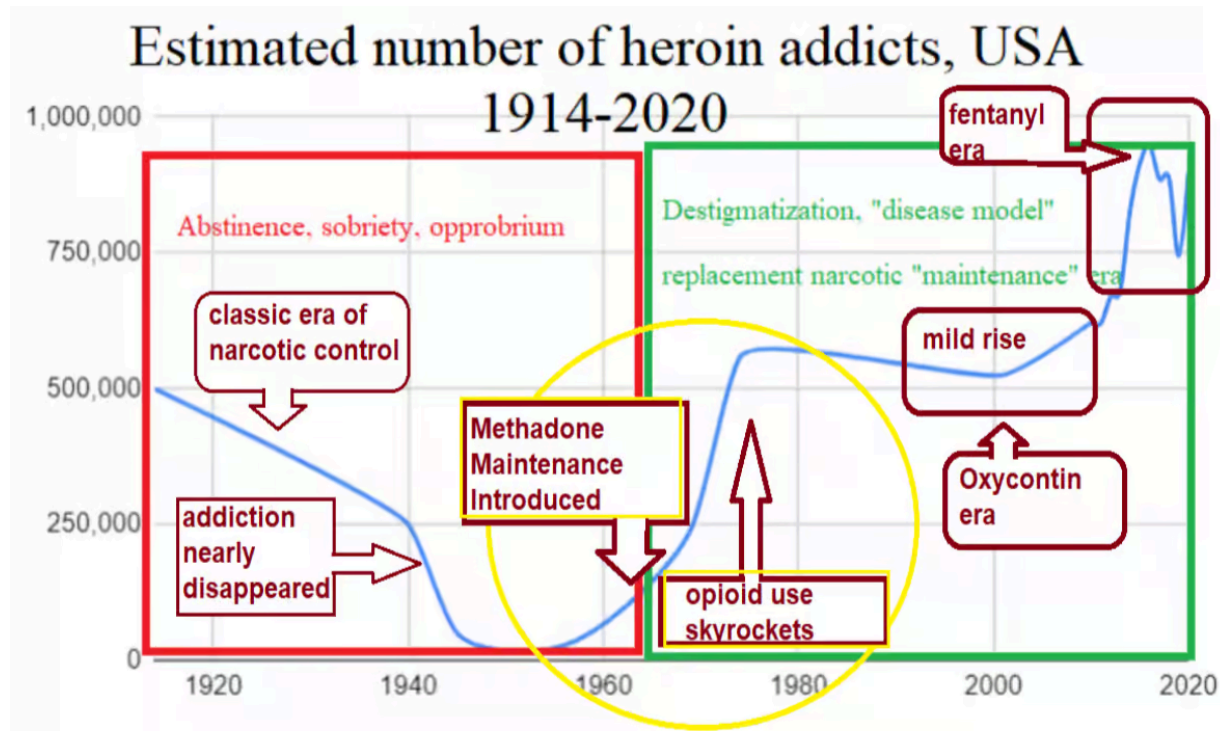 Estimated number of heroin addicts, USA
1914-2020
1,000,000
750,000
500,000
250,000
0
1920
1940
1960
1980
2000
2020
Abstinence, sobriety, opprobrium
classic era of
narcotic control
addiction
nearly
disappeared
Methadone
Maintenance
Introduced
Destigmatization, "disease model"
replacement narcotic "maintenance" era
opioid use
skyrockets
mild rise
Oxycontin
era
fentanyl
era